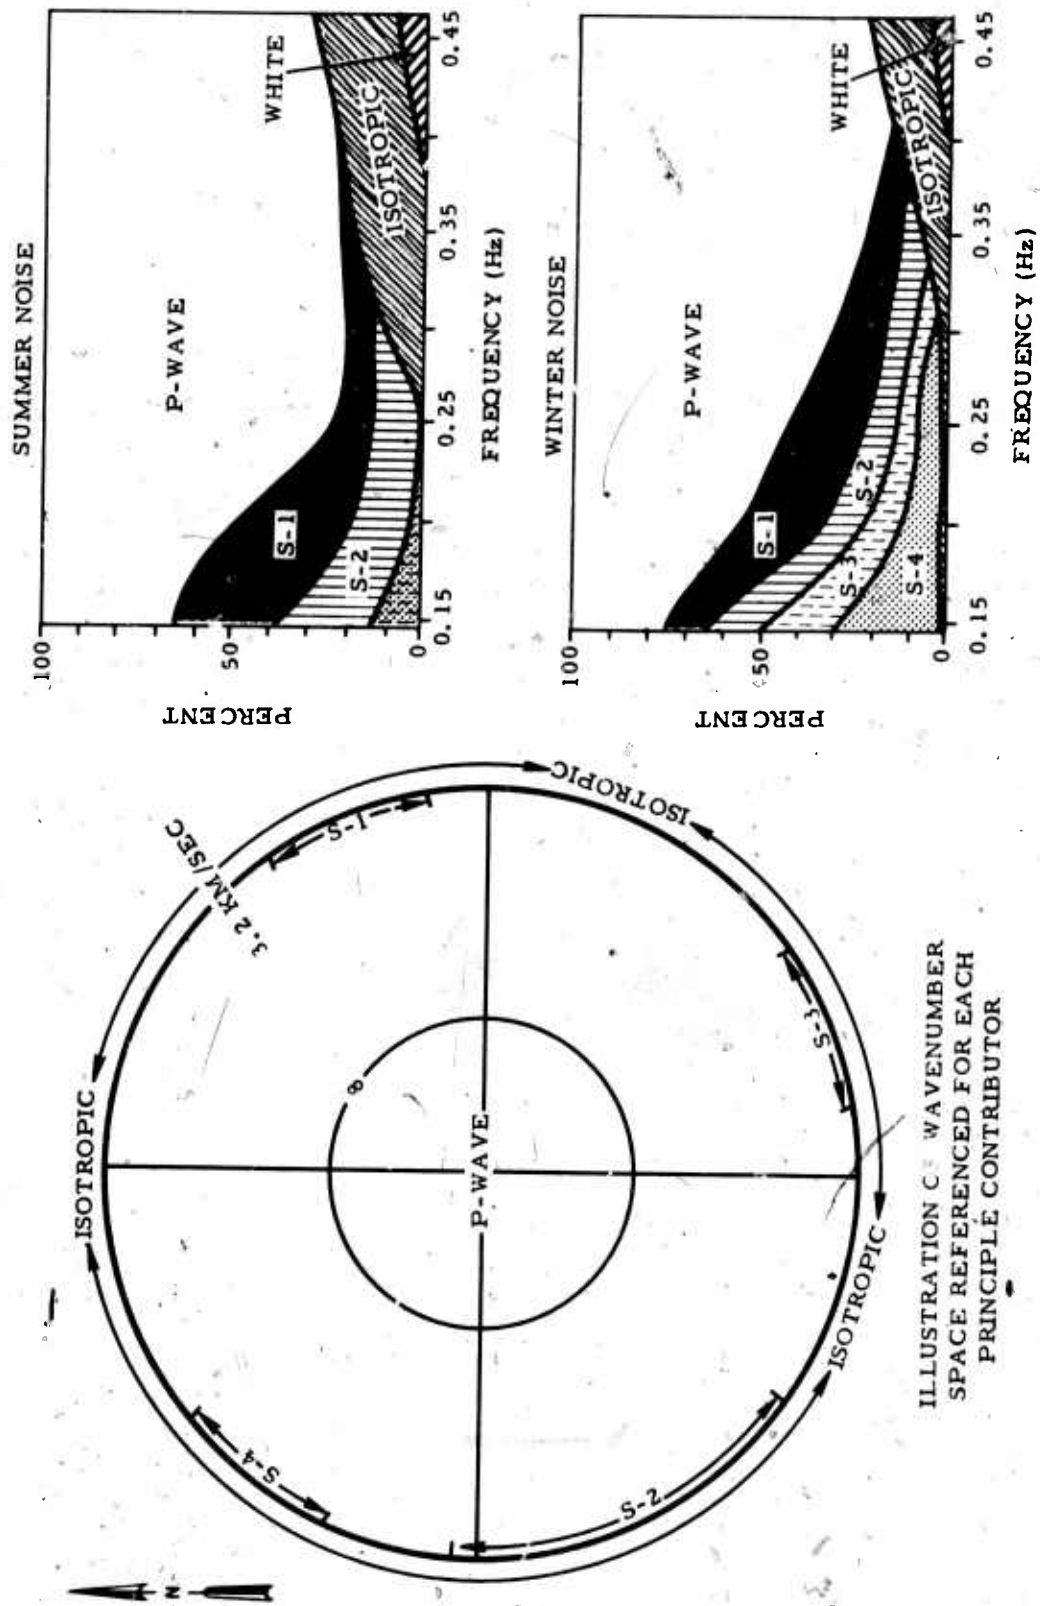 SUMMER NOISE
100
50
0
PERCENT
P-WAVE
S-1
S-2
WHITE
ISOTROPIC
0.15
0.25
0.35
0.45
FREQUENCY (Hz)
WINTER NOISE
100
50
0
PERCENT
P-WAVE
S-1
S-2
S-3
S-4
WHITE
ISOTROPIC
0.15
0.25
0.35
0.45
FREQUENCY (Hz)
N
ISOTROPIC
3.2 KM/SEC
S-1
ISOTROPIC
ISOTROPIC
S-4
8
P-WAVE
S-3
S-2
ISOTROPIC
ILLUSTRATION WAVENUMBER
SPACE REFERENCED FOR EACH
PRINCIPLE CONTRIBUTOR